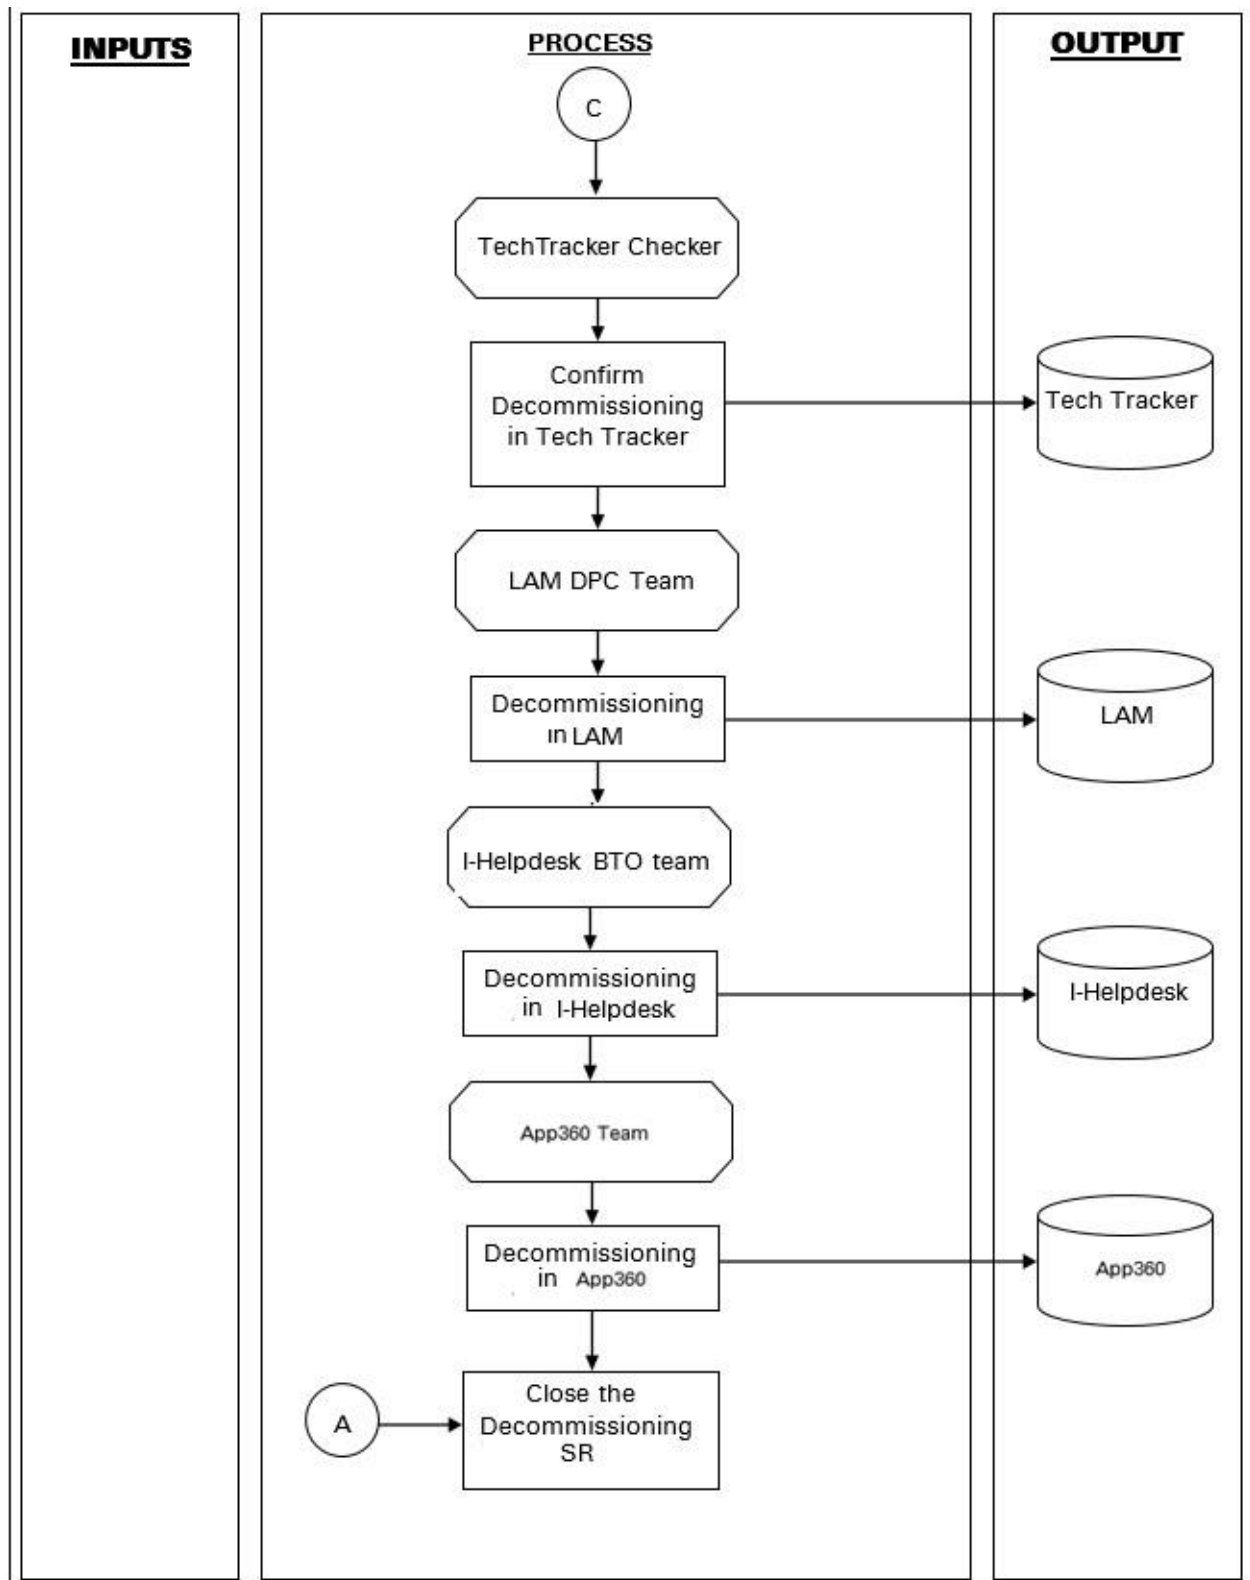 INPUTS
PROCESS
OUTPUT
C
TechTracker Checker
Confirm
Decommissioning
in Tech Tracker
Tech Tracker
LAM DPC Team
Decommissioning
in LAM
LAM
I-Helpdesk BTO team
Decommissioning
in I-Helpdesk
I-Helpdesk
App360 Team
Decommissioning
in App360
App360
Close the
Decommissioning
SR
A